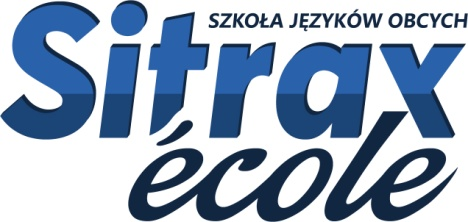 SZKOŁA JĘZYKÓW OBCYCH
Sitrax
école